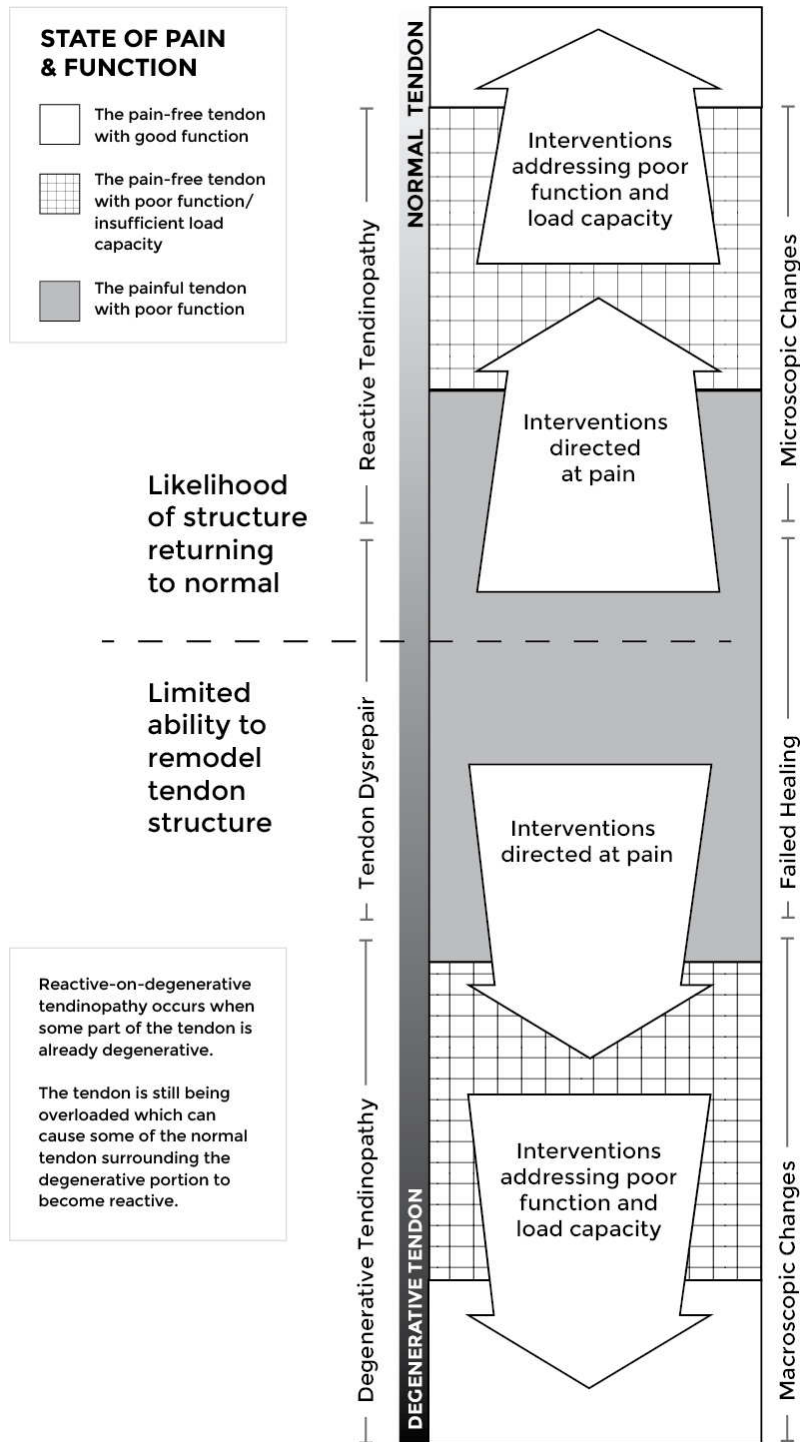 STATE OF PAIN
& FUNCTION
The pain-free tendon
with good function
The pain-free tendon
with poor function/
insufficient load
capacity
The painful tendon
with poor function
Reactive Tendinopathy
NORMAL TENDON
Interventions
addressing poor
function and
load capacity
Microscopic Changes
Interventions
directed
at pain
Likelihood
of structure
returning
to normal
Limited
ability to
remodel
tendon
structure
Tendon Dysrepair
Interventions
directed at pain
Failed Healing
Reactive-on-degenerative
tendinopathy occurs when
some part of the tendon is
already degenerative.
The tendon is still being
overloaded which can
cause some of the normal
tendon surrounding the
degenerative portion to
become reactive.
Degenerative Tendinopathy
DEGENERATIVE TENDON
Interventions
addressing poor
function and
load capacity
Macroscopic Changes